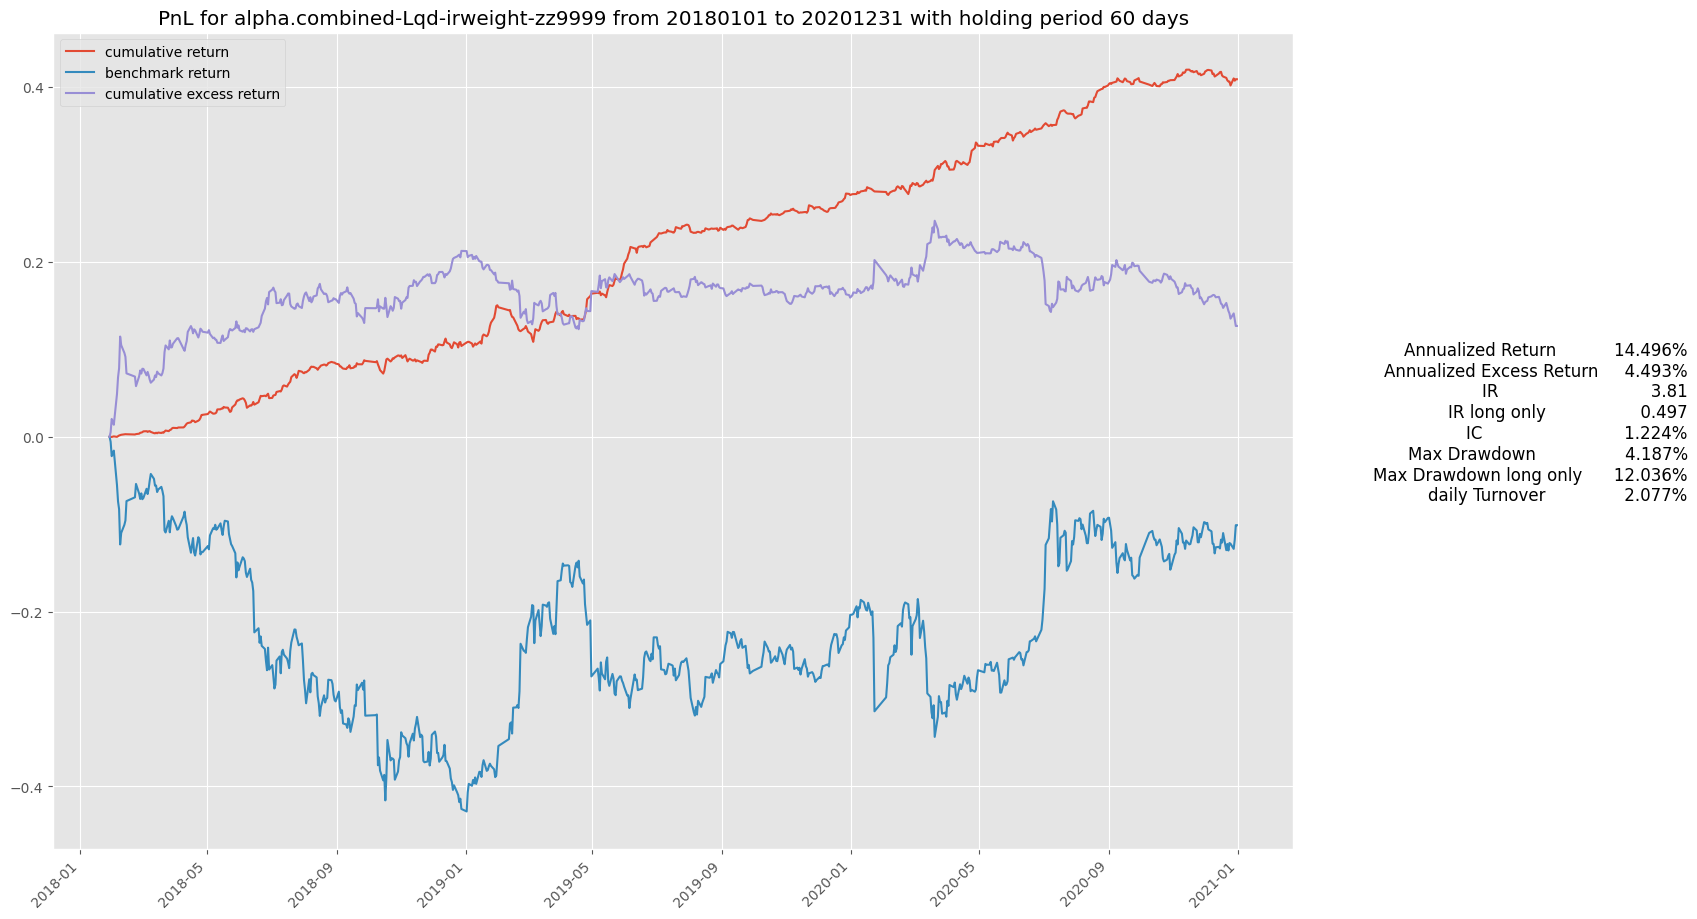 PnL for alpha.combined-Lqd-irweight-zz9999 from 20180101 to 20201231 with holding period 60 days
cumulative return
benchmark return
cumulative excess return
0.4
0.2
0.0
−0.2
−0.4
2018-01
2018-05
2018-09
2019-01
2019-05
2019-09
2020-01
2020-05
2020-09
2021-01
Annualized Return 14.496%
Annualized Excess Return 4.493%
IR 3.81
IR long only 0.497
IC 1.224%
Max Drawdown 4.187%
Max Drawdown long only 12.036%
daily Turnover 2.077%